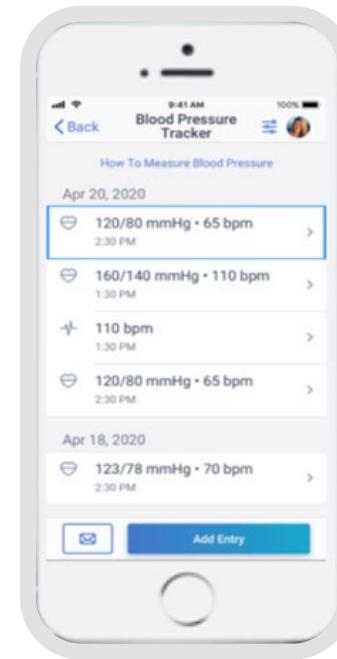 9:41 AM 100%
Back Blood Pressure
Tracker
How To Measure Blood Pressure
Apr 20, 2020
120/80 mmHg • 65 bpm
2:30 PM
160/140 mmHg • 110 bpm
1:30 PM
110 bpm
1:30 PM
120/80 mmHg • 65 bpm
2:30 PM
Apr 18, 2020
123/78 mmHg • 70 bpm
2:30 PM
Add Entry